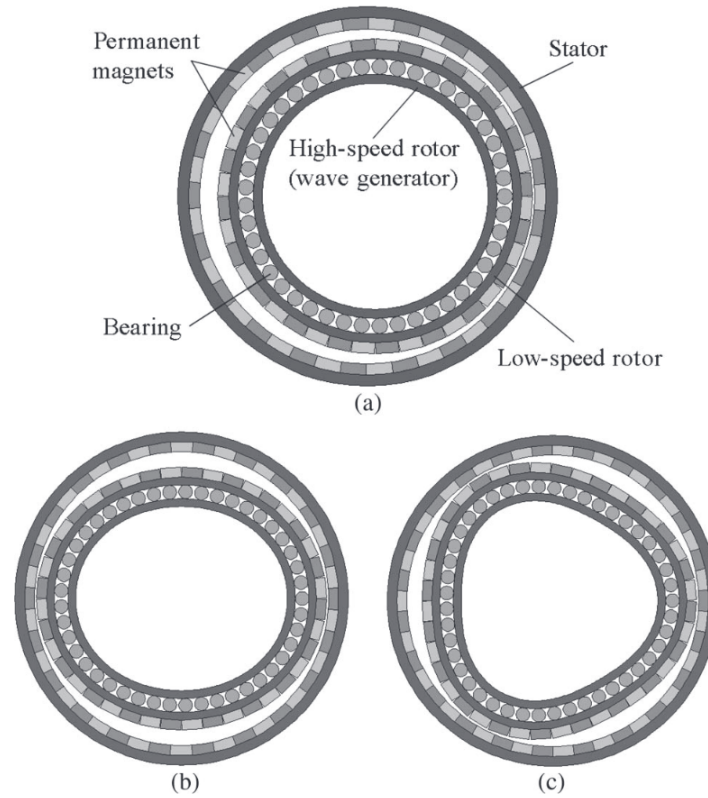 Permanent
magnets
Stator
High-speed rotor
(wave generator)
Bearing
Low-speed rotor
(a)
(b)
(c)